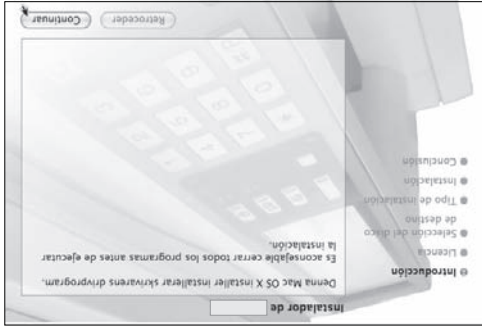 Instalador de
Denna Mac OS X installer installerar skrivarens drivprogram.
Es aconsejable cerrar todos los programas antes de ejecutar
la instalación.
Introducción
Licencia
Selección del disco
de destino
Tipo de instalación
Instalación
Conclusión
Retroceder
Continuar